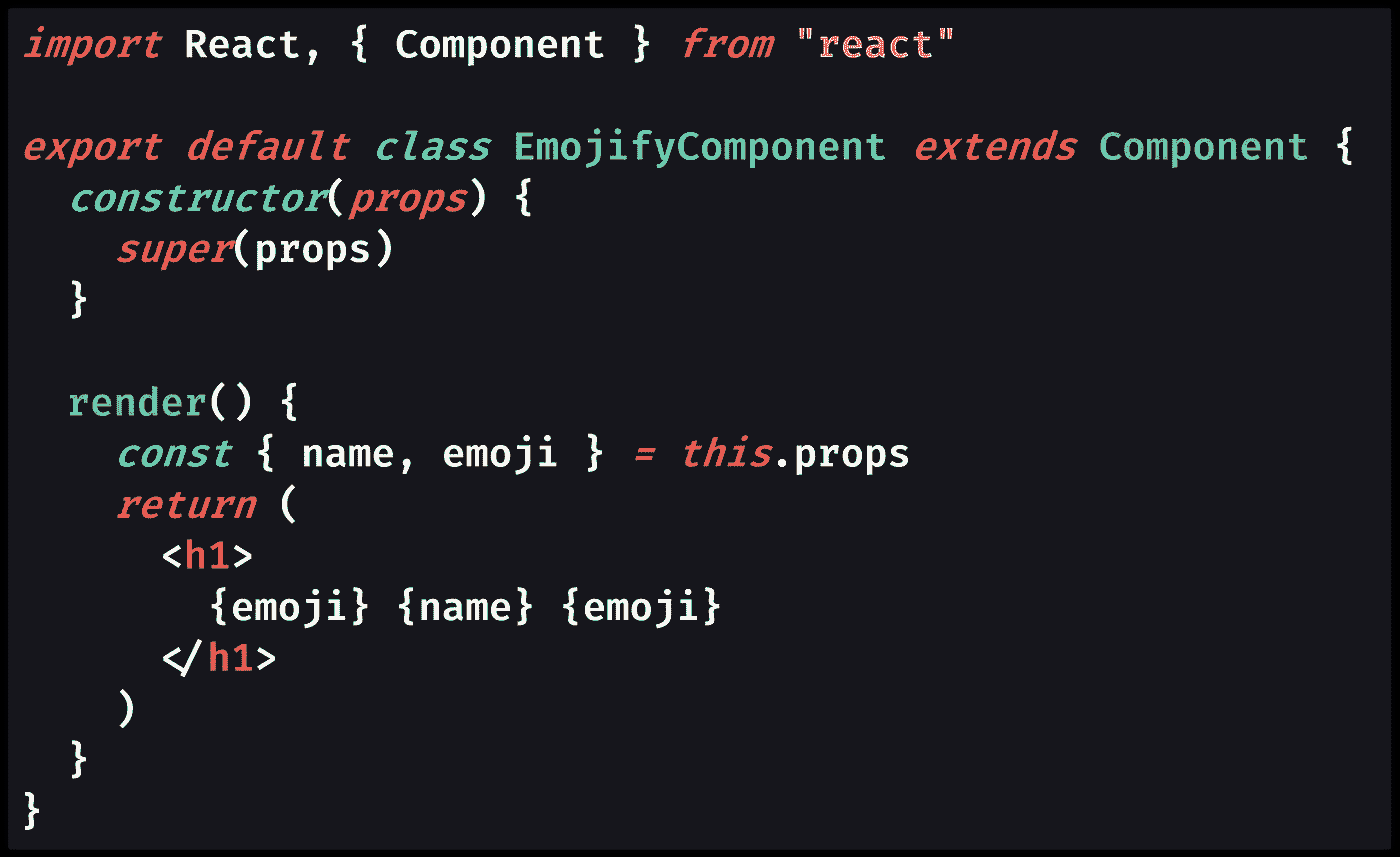 import React, { Component } from "react"
export default class EmojifyComponent extends Component {
constructor(props) {
super(props)
}
render() {
const { name, emoji } = this.props
return (
<h1>
{emoji} {name} {emoji}
</h1>
)
}
}